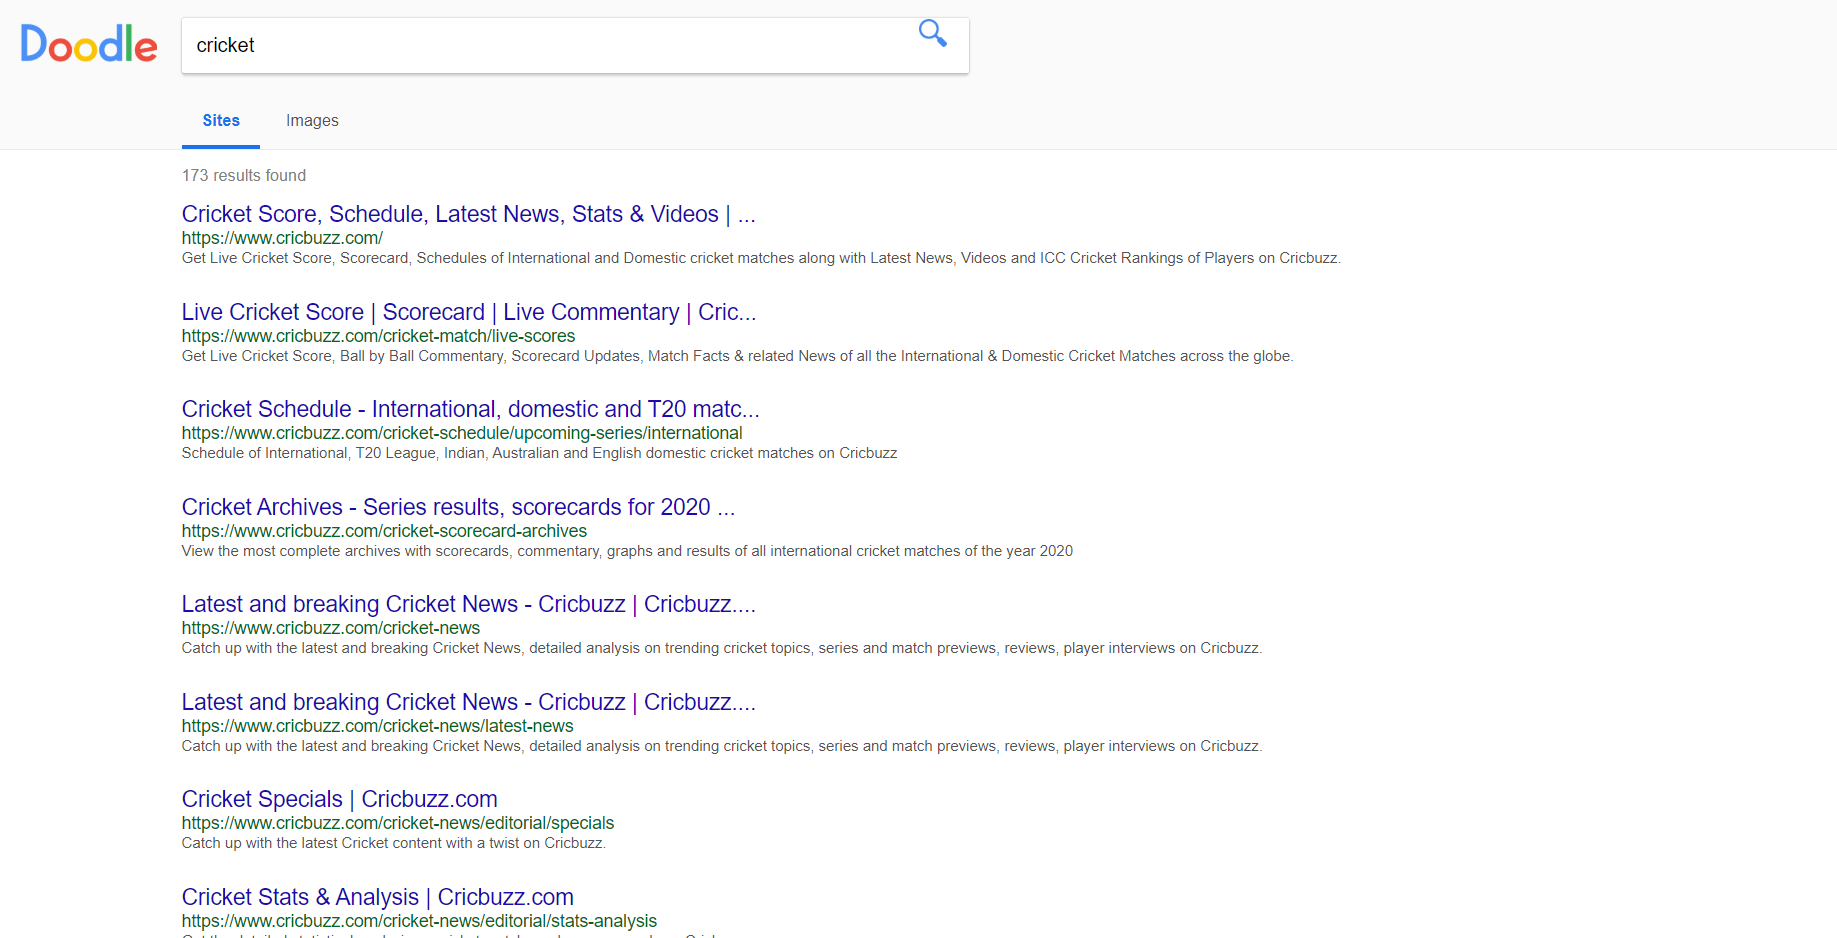 Doodle
cricket
Sites
Images
173 results found
Cricket Score, Schedule, Latest News, Stats & Videos | ...
https://www.cricbuzz.com/
Get Live Cricket Score, Scorecard, Schedules of International and Domestic cricket matches along with Latest News, Videos and ICC Cricket Rankings of Players on Cricbuzz.
Live Cricket Score | Scorecard | Live Commentary | Cric...
https://www.cricbuzz.com/cricket-match/live-scores
Get Live Cricket Score, Ball by Ball Commentary, Scorecard Updates, Match Facts & related News of all the International & Domestic Cricket Matches across the globe.
Cricket Schedule - International, domestic and T20 matc...
https://www.cricbuzz.com/cricket-schedule/upcoming-series/international
Schedule of International, T20 League, Indian, Australian and English domestic cricket matches on Cricbuzz
Cricket Archives - Series results, scorecards for 2020 ...
https://www.cricbuzz.com/cricket-scorecard-archives
View the most complete archives with scorecards, commentary, graphs and results of all international cricket matches of the year 2020
Latest and breaking Cricket News - Cricbuzz | Cricbuzz....
https://www.cricbuzz.com/cricket-news
Catch up with the latest and breaking Cricket News, detailed analysis on trending cricket topics, series and match previews, reviews, player interviews on Cricbuzz.
Latest and breaking Cricket News - Cricbuzz | Cricbuzz....
https://www.cricbuzz.com/cricket-news/latest-news
Catch up with the latest and breaking Cricket News, detailed analysis on trending cricket topics, series and match previews, reviews, player interviews on Cricbuzz.
Cricket Specials | Cricbuzz.com
https://www.cricbuzz.com/cricket-news/editorial/specials
Catch up with the latest Cricket content with a twist on Cricbuzz.
Cricket Stats & Analysis | Cricbuzz.com
https://www.cricbuzz.com/cricket-news/editorial/stats-analysis